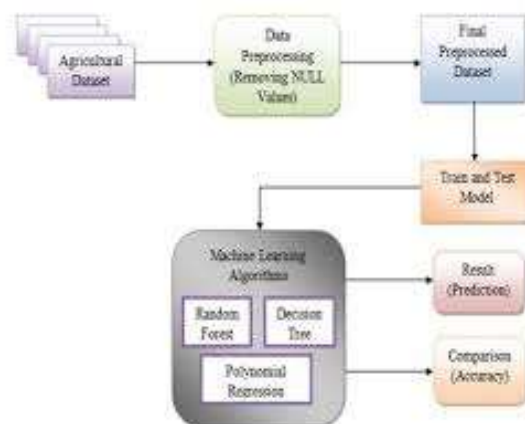 Agricultural
Dataset
Data
Preprocessing
(Removing NULL
Values)
Final
Preprocessed
Dataset
Train and Test
Model
Machine Learning
Algorithms
Random
Forest
Decision
Tree
Polynomial
Regression
Result
(Prediction)
Comparison
(Accuracy)